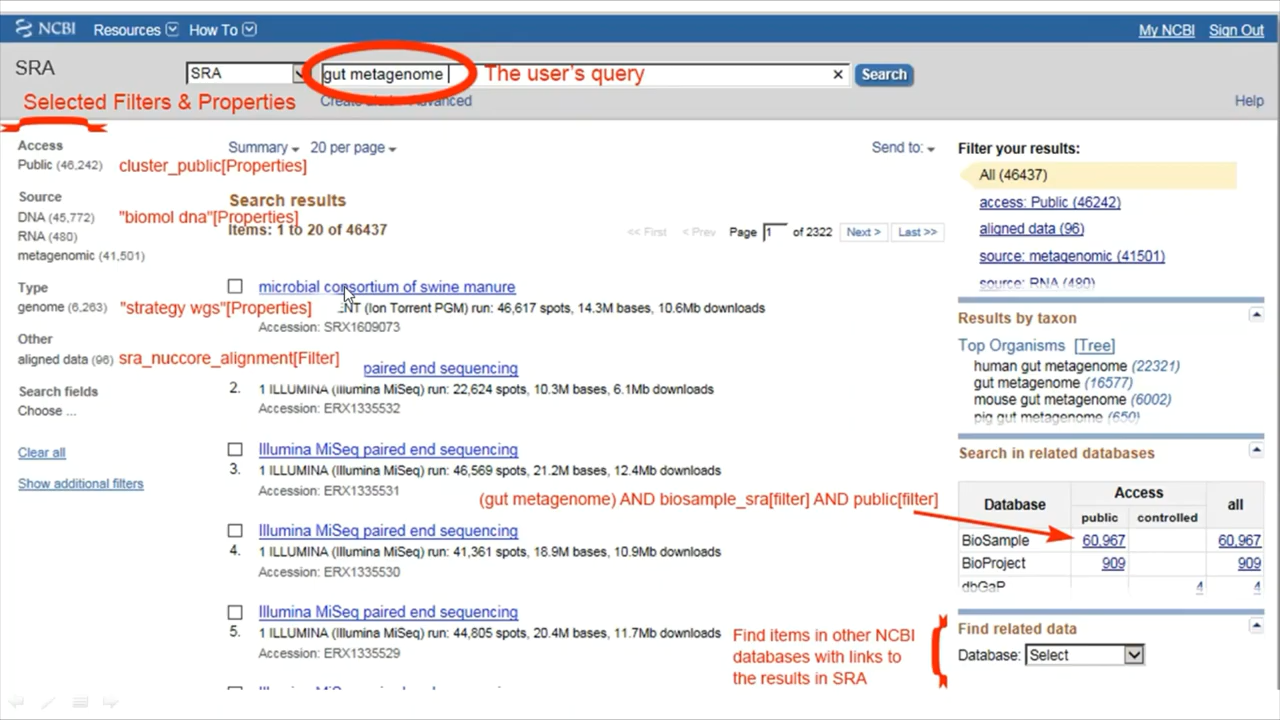 NCBI Resources How To My NCBI Sign Out
SRA SRA gut metagenome The user's query × Search
Selected Filters & Properties Advanced Help
Access
Public (46,242) cluster_public[Properties]
Source
DNA (45,772) "biomol dna"[Properties]
RNA (480)
metagenomic (41,501)
Type
genome (6,263) "strategy wgs"[Properties]
Other
aligned data (96) sra_nuccore_alignment[Filter]
Search fields
Choose ...
Clear all
Show additional filters
Summary 20 per page Send to:
Search results
Items: 1 to 20 of 46437 << First < Prev Page 1 of 2322 Next > Last >>
microbial consortium of swine manure
(Ion Torrent PGM) run: 46,617 spots, 14.3M bases, 10.6Mb downloads
Accession: SRX1609073
paired end sequencing
2. 1 ILLUMINA (Illumina MiSeq) run: 22,624 spots, 10.3M bases, 6.1Mb downloads
Accession: ERX1335532
Illumina MiSeq paired end sequencing
3. 1 ILLUMINA (Illumina MiSeq) run: 46,569 spots, 21.2M bases, 12.4Mb downloads
Accession: ERX1335531
(gut metagenome) AND biosample_sra[filter] AND public[filter]
Illumina MiSeq paired end sequencing
4. 1 ILLUMINA (Illumina MiSeq) run: 41,361 spots, 18.9M bases, 10.9Mb downloads
Accession: ERX1335530
Illumina MiSeq paired end sequencing
5. 1 ILLUMINA (Illumina MiSeq) run: 44,805 spots, 20.4M bases, 11.7Mb downloads
Accession: ERX1335529
Find items in other NCBI
databases with links to
the results in SRA
Filter your results:
All (46437)
access: Public (46242)
aligned data (96)
source: metagenomic (41501)
source: RNA (480)
Results by taxon
Top Organisms [Tree]
human gut metagenome (22321)
gut metagenome (16577)
mouse gut metagenome (6002)
pig gut metagenome (650)
Search in related databases
Database Access all
public controlled
BioSample 60,967 60,967
BioProject 909 909
dbGaP 4 4
Find related data
Database: Select